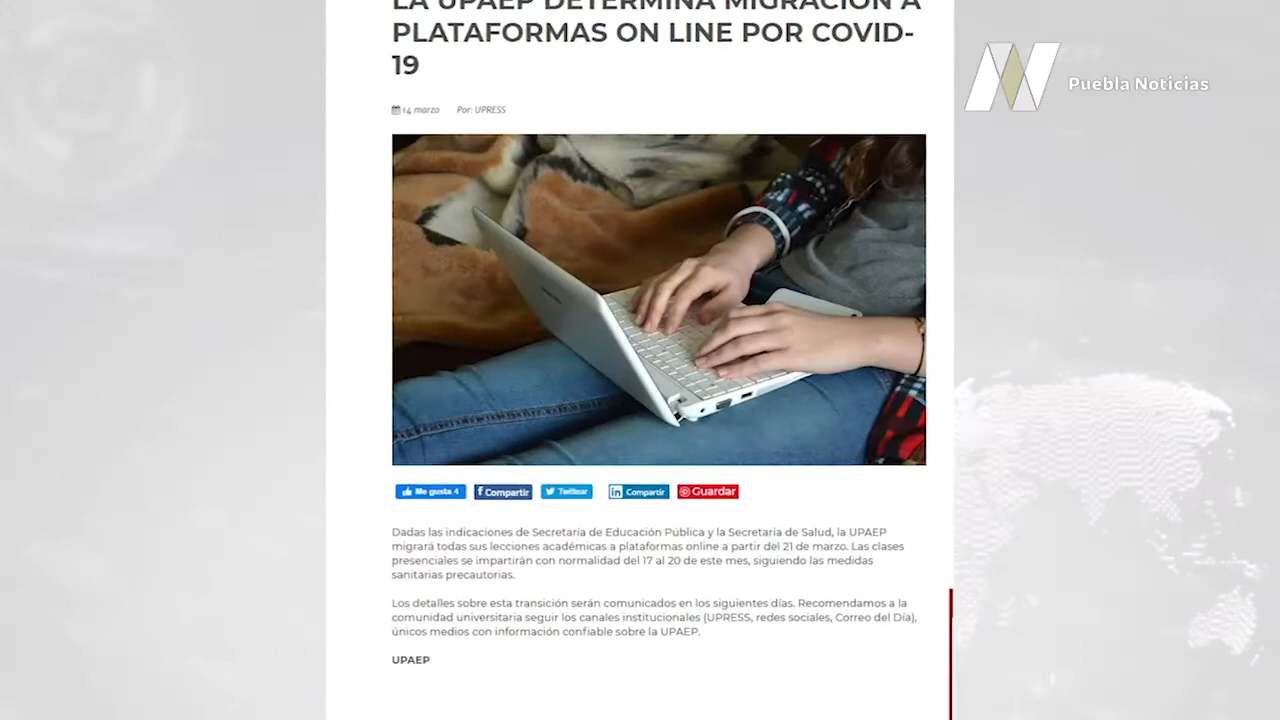 LA UPAEP DETERMINA MIGRACIÓN A
PLATAFORMAS ON LINE POR COVID-
19
14 marzo Por: UPRESS
Puebla Noticias
Me gusta 4 Compartir Twittear Compartir Guardar
Dadas las indicaciones de Secretaría de Educación Pública y la Secretaría de Salud, la UPAEP
migrará todas sus lecciones académicas a plataformas online a partir del 21 de marzo. Las clases
presenciales se impartirán con normalidad del 17 al 20 de este mes, siguiendo las medidas
sanitarias precautorias.
Los detalles sobre esta transición serán comunicados en los siguientes días. Recomendamos a la
comunidad universitaria seguir los canales institucionales (UPRESS, redes sociales, Correo del Día),
únicos medios con información confiable sobre la UPAEP.
UPAEP